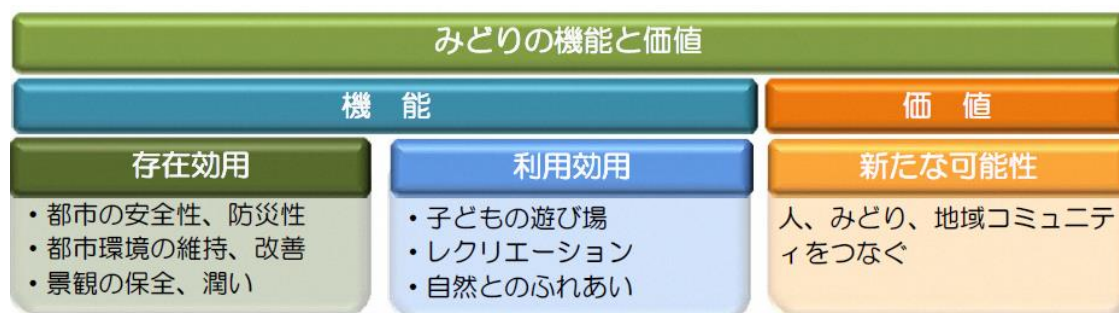 みどりの機能と価値
機 能
価 値
存在効用
・都市の安全性、防災性
・都市環境の維持、改善
・景観の保全、潤い
利用効用
・子どもの遊び場
・レクリエーション
・自然とのふれあい
新たな可能性
人、みどり、地域コミュニテ
ィをつなぐ